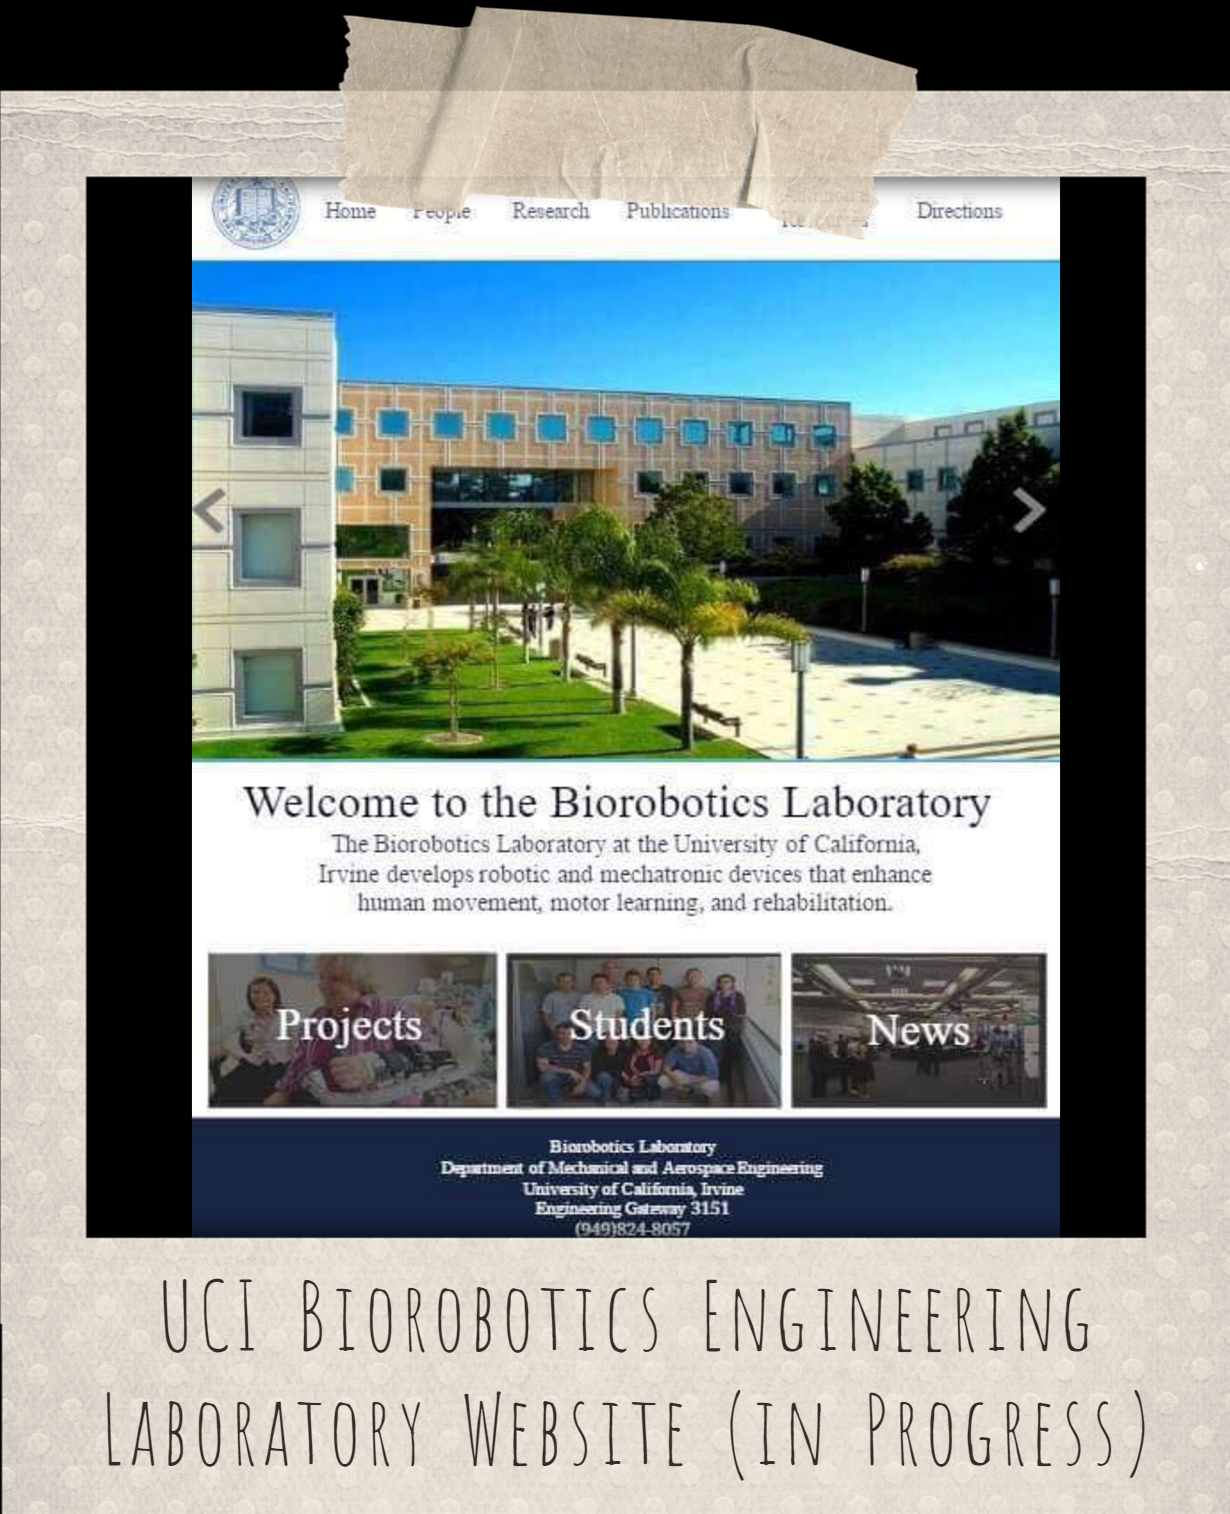 Home People Research Publications Directions
Welcome to the Biorobotics Laboratory
The Biorobotics Laboratory at the University of California,
Irvine develops robotic and mechatronic devices that enhance
human movement, motor learning, and rehabilitation.
Projects Students News
Biorobotics Laboratory
Department of Mechanical and Aerospace Engineering
University of California, Irvine
Engineering Gateway 3151
(949)824-8057
UCI Biorobotics Engineering
Laboratory Website (in Progress)